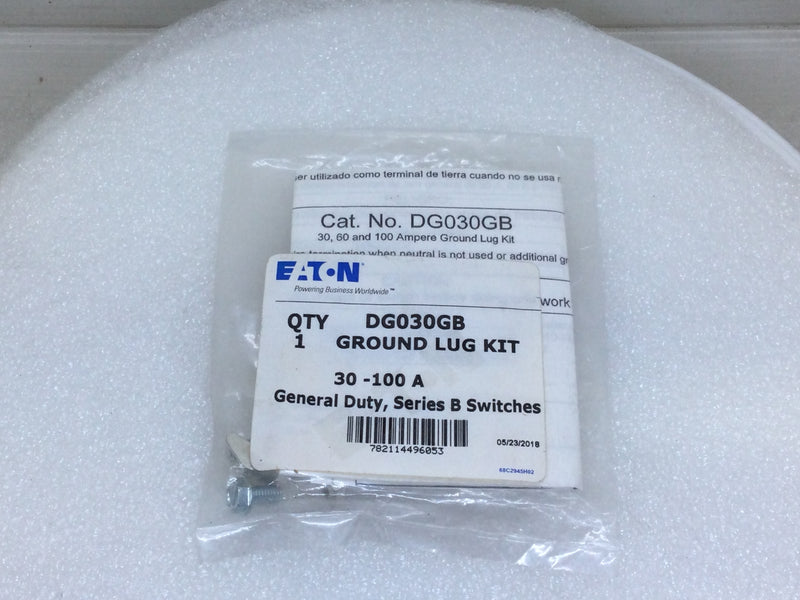 utilizado como terminal de tierra cuando no se usa
Cat. No. DG030GB
30, 60 and 100 Ampere Ground Lug Kit
termination when neutral is not used or additional
work
EATON
Powering Business Worldwide™
QTY DG030GB
1 GROUND LUG KIT
30 -100 A
General Duty, Series B Switches
782114496053
05/23/2018
68C2945H02